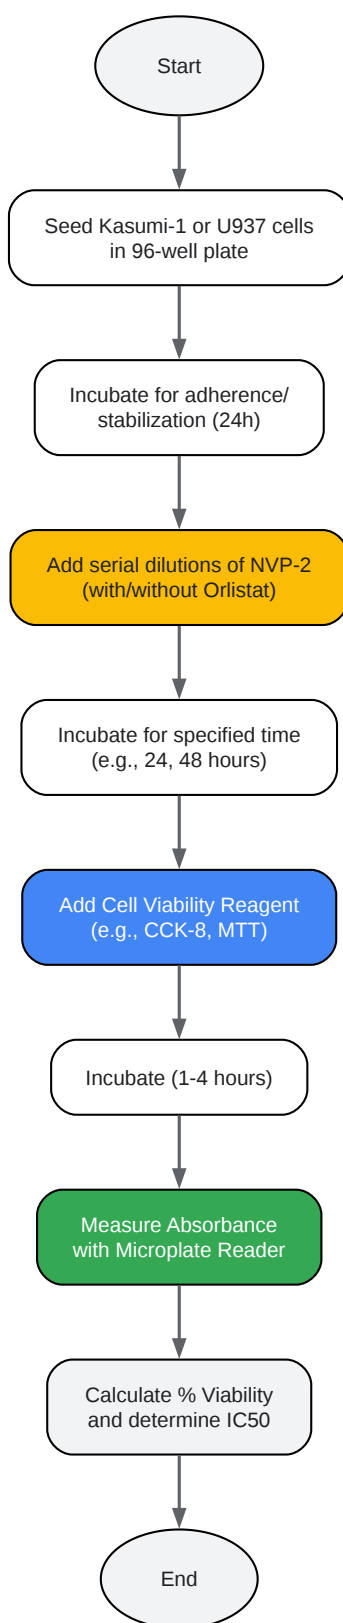 Start
Seed Kasumi-1 or U937 cells
in 96-well plate
Incubate for adherence/
stabilization (24h)
Add serial dilutions of NVP-2
(with/without Orlistat)
Incubate for specified time
(e.g., 24, 48 hours)
Add Cell Viability Reagent
(e.g., CCK-8, MTT)
Incubate (1-4 hours)
Measure Absorbance
with Microplate Reader
Calculate % Viability
and determine IC50
End